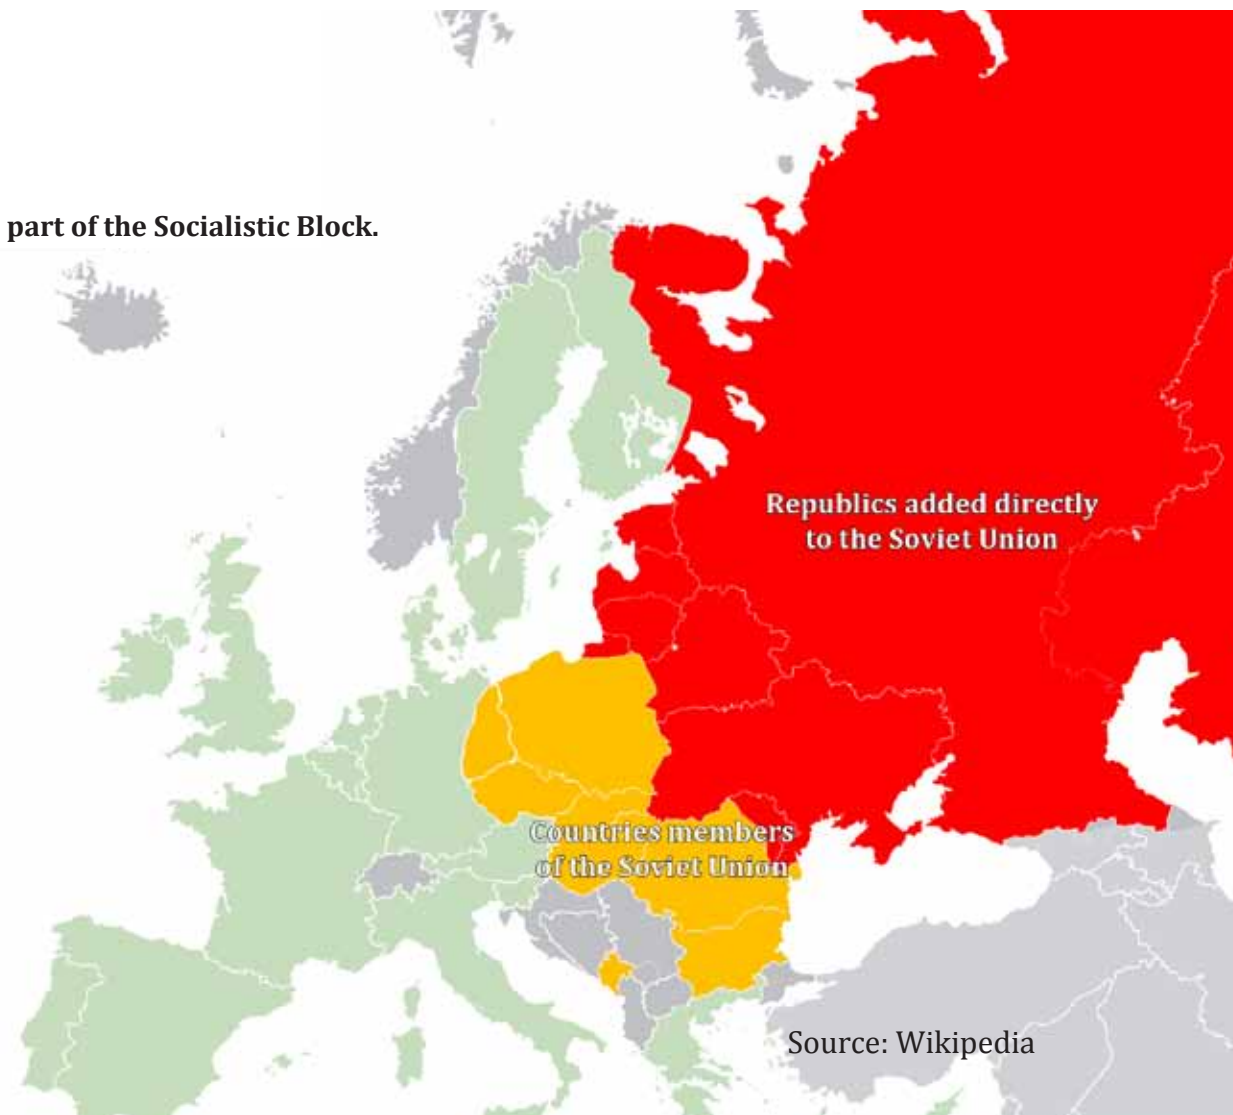 part of the Socialistic Block.
Republics added directly
to the Soviet Union
Countries members
of the Soviet Union
Source: Wikipedia